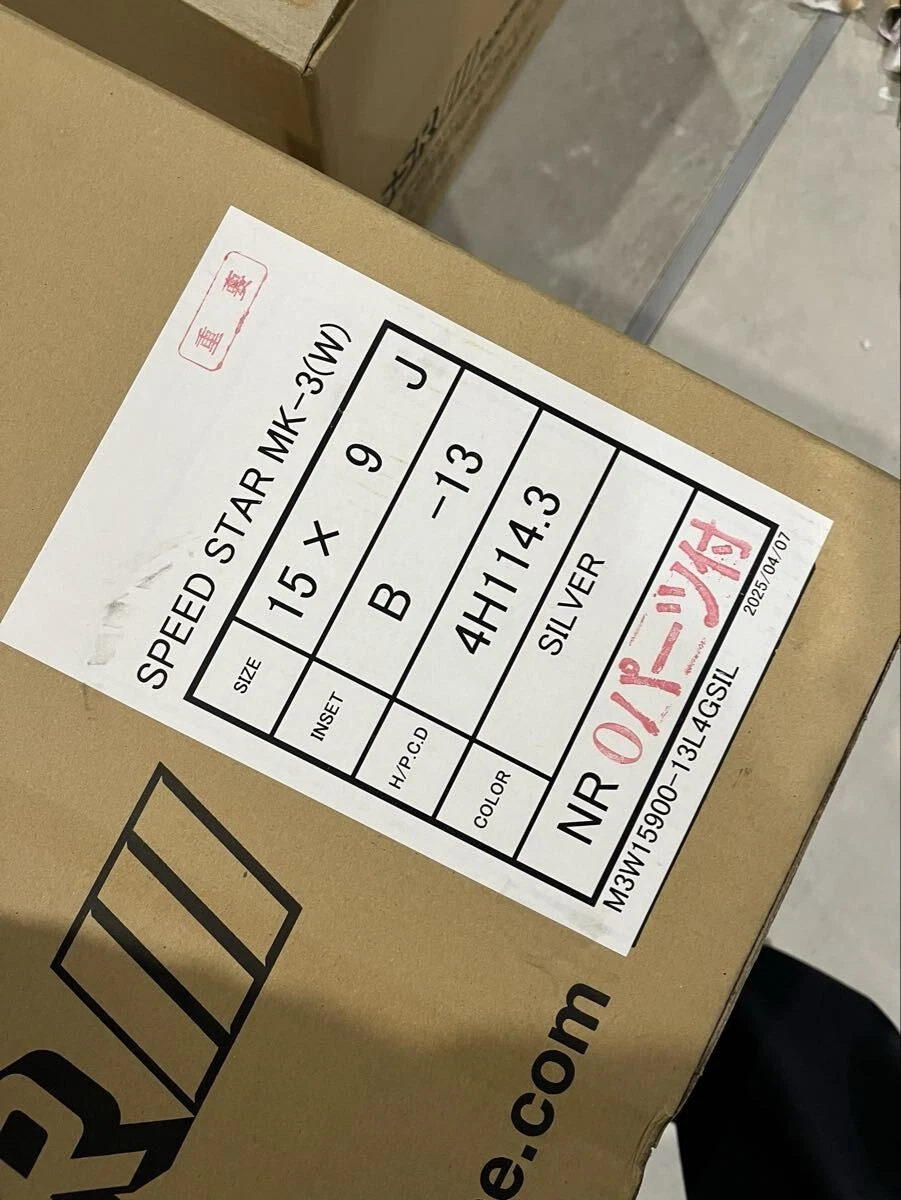 重要
SPEED STAR MK-3(W)
SIZE 15 × 9 J
INSET B -13
H/P.C.D 4H114.3
COLOR SILVER
NR 0パーツ付
M3W15900-13L4GSIL 2025/04/07
R
e.com